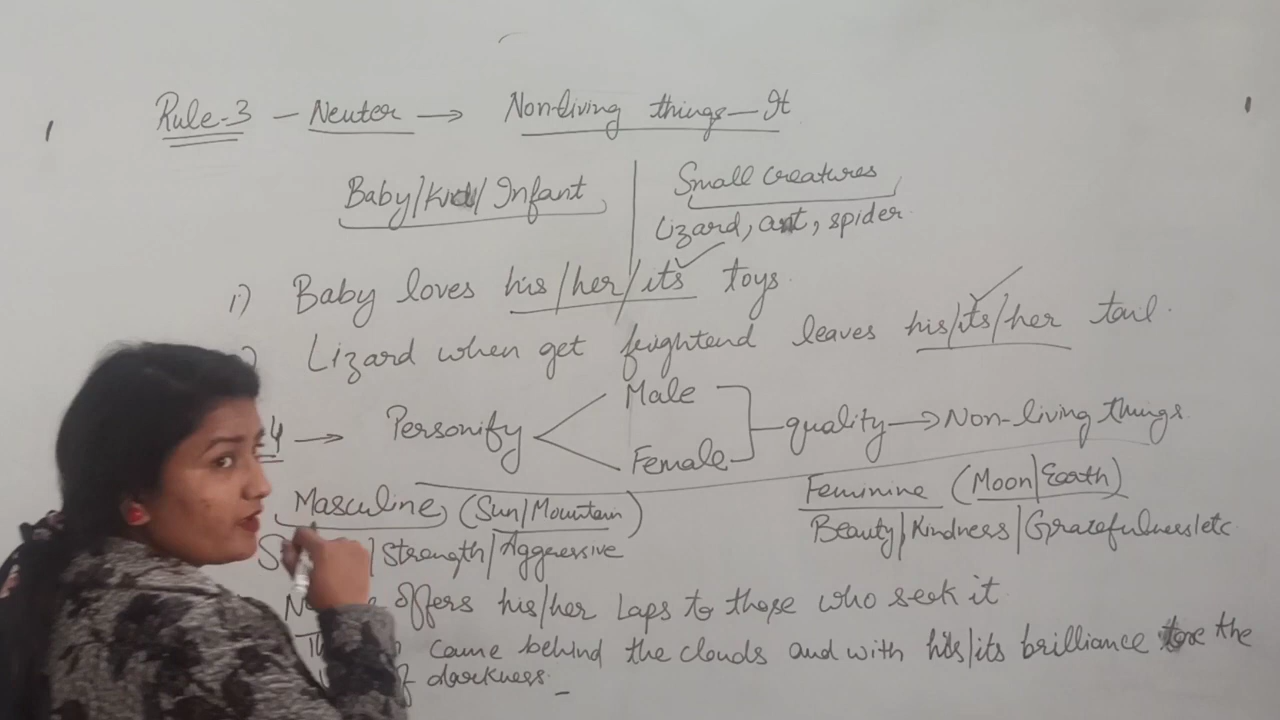 Rule-3 - Neuter → Non-living things - It
Baby/Kid/Infant
Small creatures
Lizard, ant, spider
i) Baby loves his/her/its ✓ toys.
) Lizard when get frightend leaves his/its/her ✓ tail.
4 → Personify
Male
Female
quality → Non-living things.
Masculine (Sun/Mountain)
Feminine (Moon/Earth)
S /Strength/Aggressive
Beauty/Kindness/Gracefulness/etc
offers his/her laps to those who seek it
came behind the clouds and with his/its brilliance tore the
of darkness.